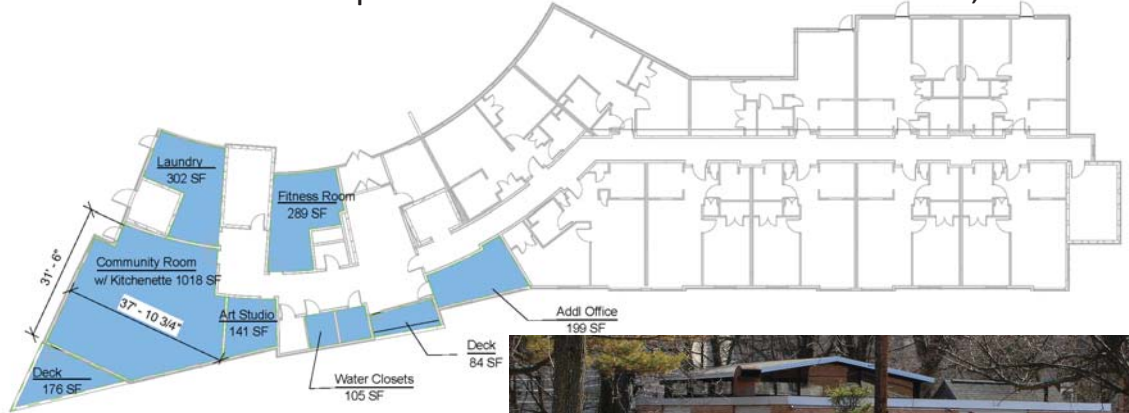 Laundry
302 SF
Fitness Room
289 SF
31' - 6"
Community Room
w/ Kitchenette 1018 SF
37' - 10 3/4"
Art Studio
141 SF
Addl Office
199 SF
Deck
84 SF
Deck
176 SF
Water Closets
105 SF